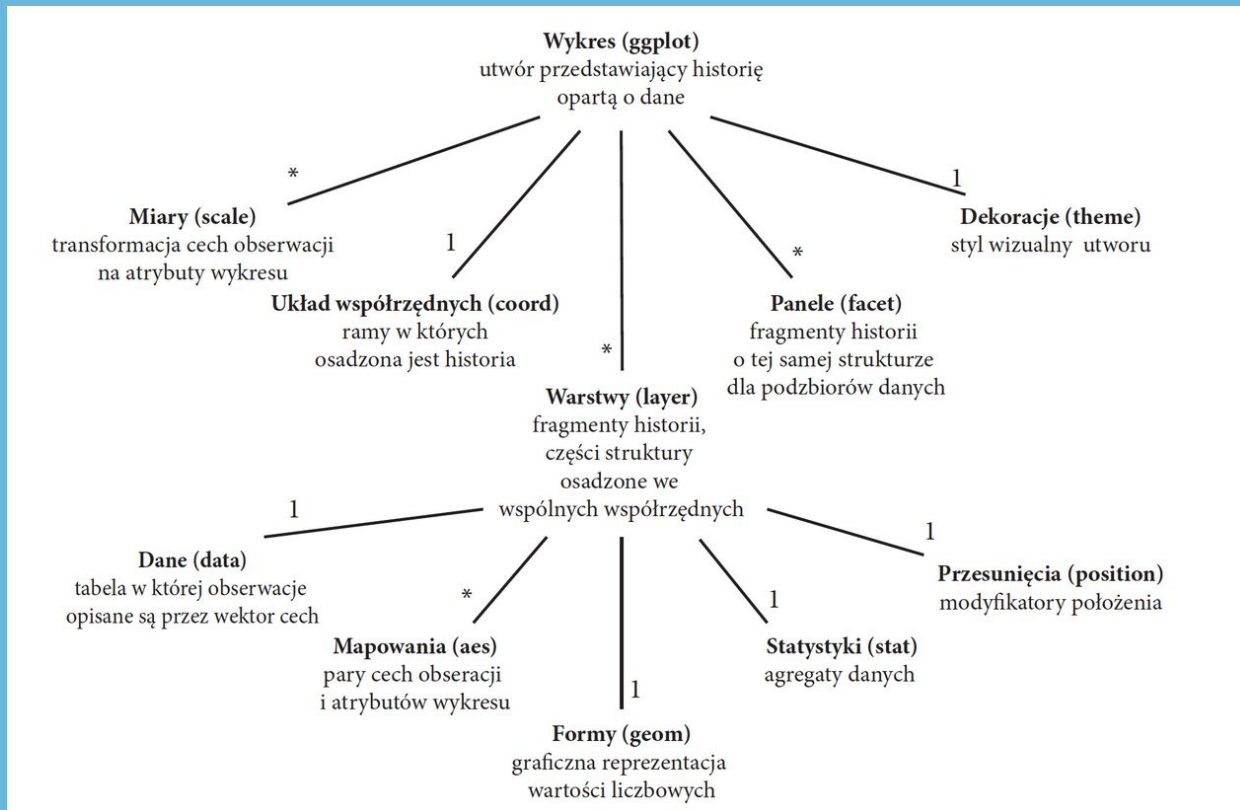 Wykres (ggplot)
utwór przedstawiający historię
opartą o dane
*
Miary (scale)
transformacja cech obserwacji
na atrybuty wykresu
1
Układ współrzędnych (coord)
ramy w których
osadzona jest historia
*
Warstwy (layer)
fragmenty historii,
części struktury
osadzone we
wspólnych współrzędnych
*
Panele (facet)
fragmenty historii
o tej samej strukturze
dla podzbiorów danych
1
Dekoracje (theme)
styl wizualny utworu
1
Dane (data)
tabela w której obserwacje
opisane są przez wektor cech
*
Mapowania (aes)
pary cech obseracji
i atrybutów wykresu
1
Formy (geom)
graficzna reprezentacja
wartości liczbowych
1
Statystyki (stat)
agregaty danych
1
Przesunięcia (position)
modyfikatory położenia